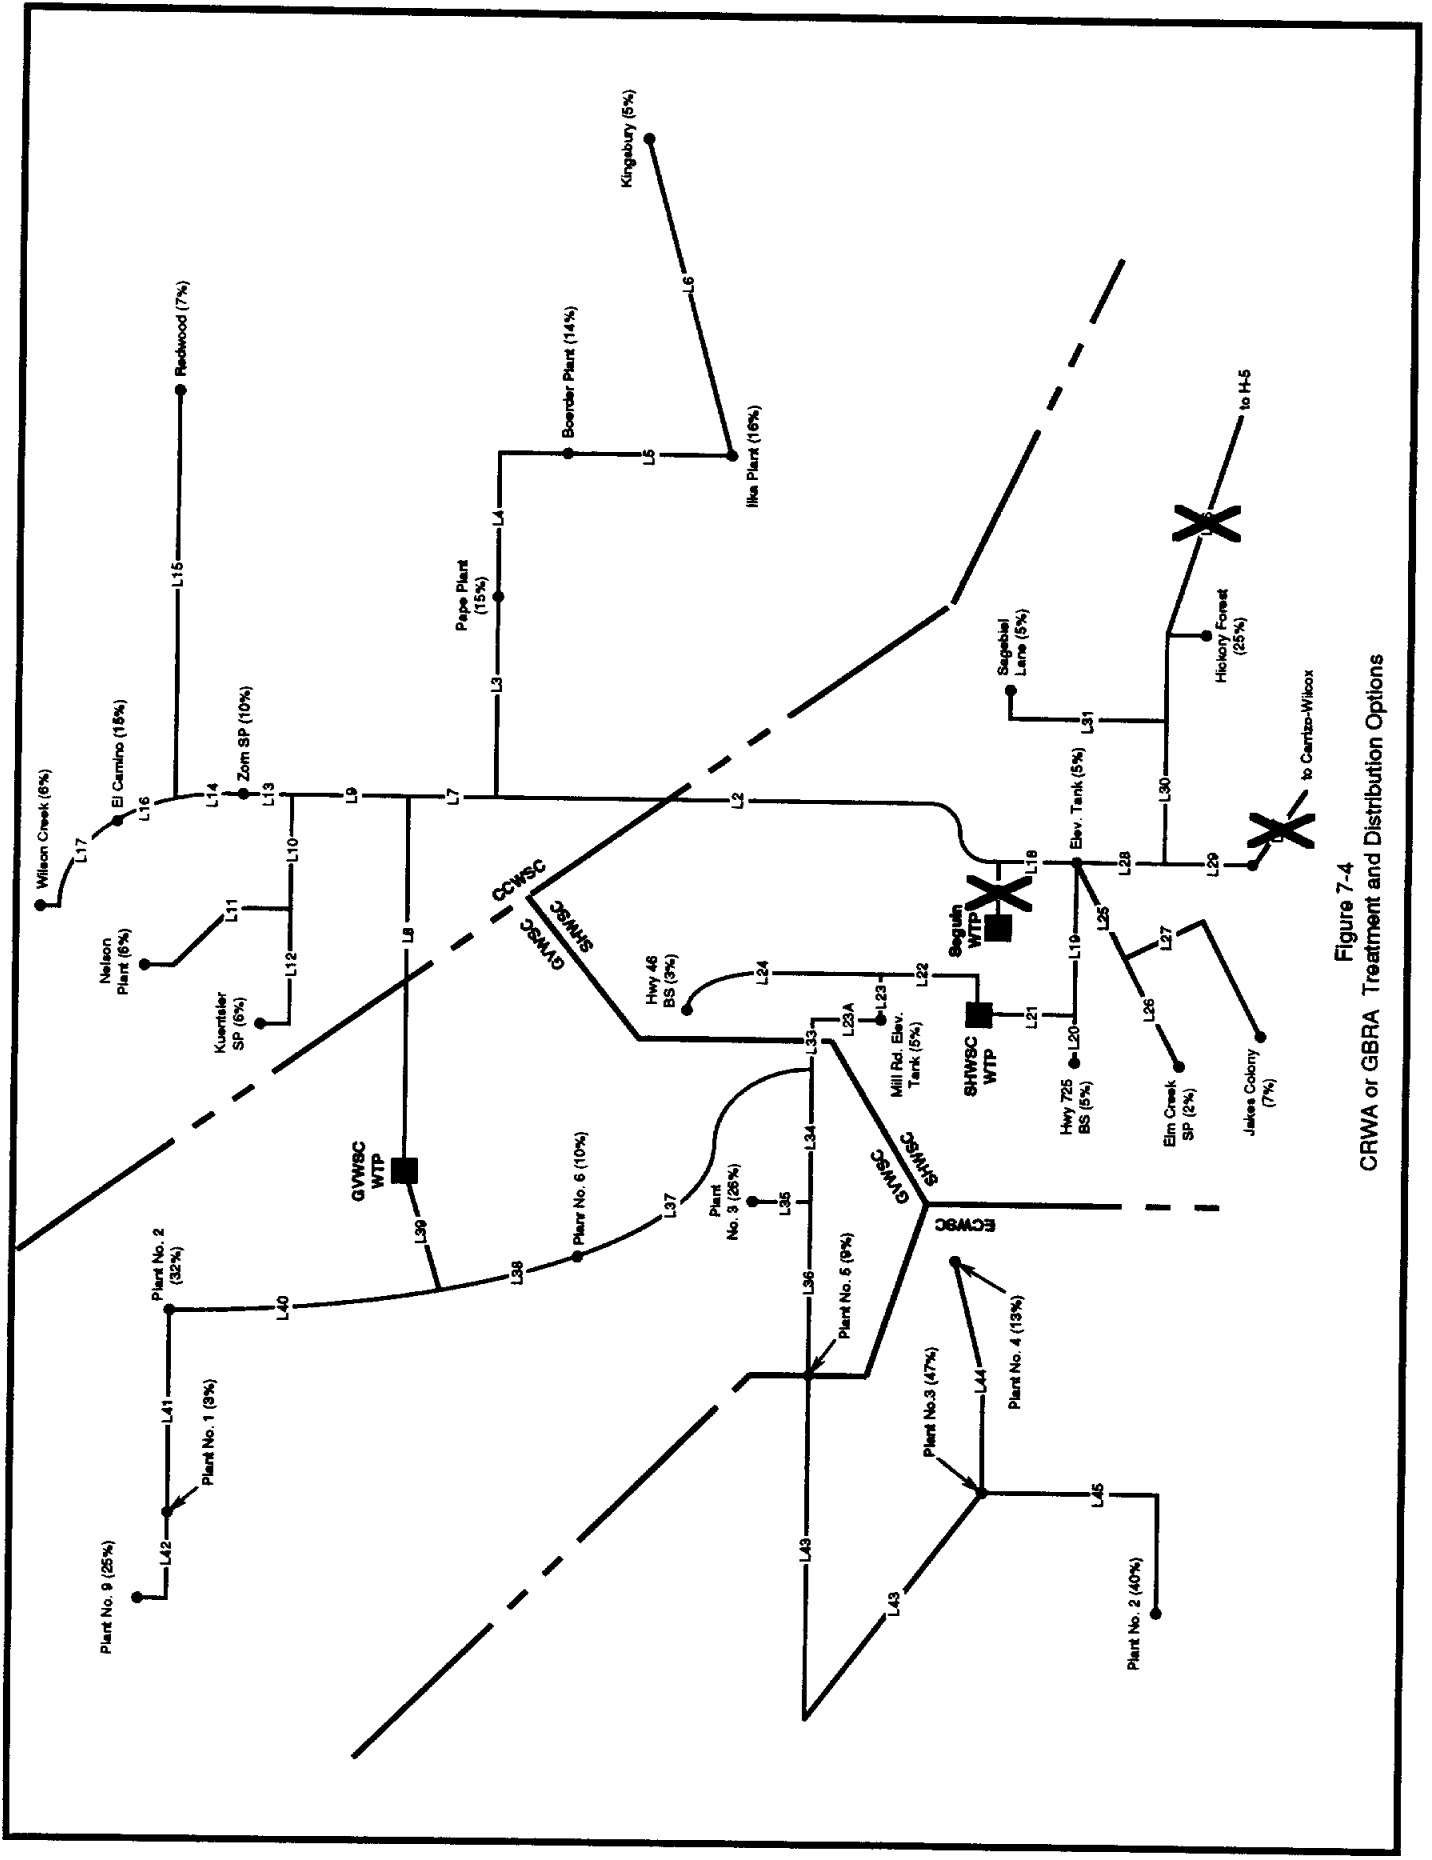 Wilson Creek (6%)
L17
El Camino (15%)
L16
Redwood (7%)
L15
L14
Zorn SP (10%)
L13
L9
L10
L11
Nelson
Plant (6%)
L12
Kuentsler
SP (6%)
L7
L8
Kingsbury (5%)
L6
Boerder Plant (14%)
L5
Ilka Plant (16%)
L4
Pape Plant
(15%)
L3
L2
CCWSC
GVWSC
SHWSC
GVWSC
WTP
L39
Plant No. 2
(32%)
L40
L41
Plant No. 1 (3%)
L42
Plant No. 9 (25%)
L38
Planr No. 6 (10%)
L37
Plant
No. 3 (26%)
L35
L34
L33
L36
Plant No. 5 (9%)
L43
L43
Plant No.3 (47%)
L44
Plant No. 4 (13%)
L45
Plant No. 2 (40%)
GVWSC
SHWSC
ECWSC
Hwy 46
BS (3%)
L24
L22
L23
L23A
Mill Rd. Elev.
Tank (5%)
SHWSC
WTP
L21
L20
L19
Hwy 725
BS (5%)
Seguin
WTP
L18
Elev. Tank (5%)
L25
L26
L27
Elm Creek
SP (2%)
Jakes Colony
(7%)
L28
L29
to Carrizo-Wilcox
L30
L31
Sagebiel
Lane (5%)
Hickory Forest
(25%)
to H-5
Figure 7-4
CRWA or GBRA Treatment and Distribution Options